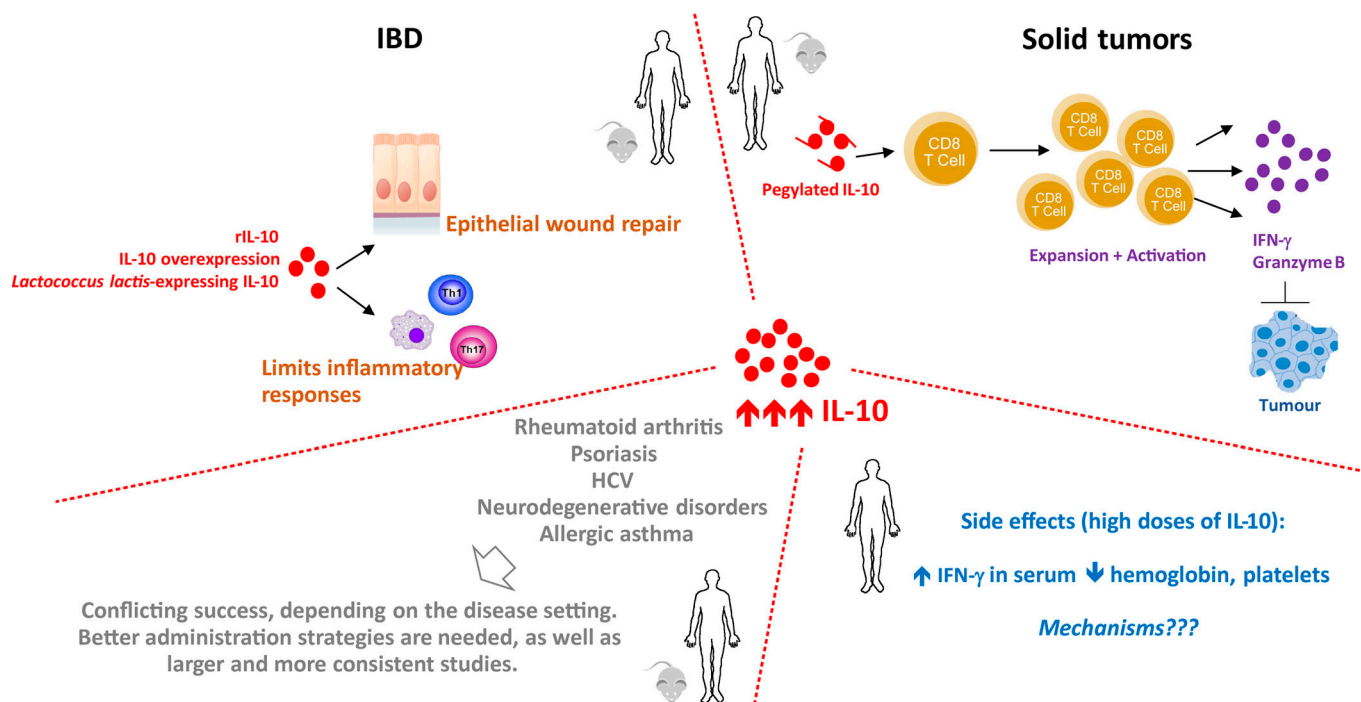 IBD
rIL-10
IL-10 overexpression
Lactococcus lactis-expressing IL-10
Epithelial wound repair
Th1
Th17
Limits inflammatory
responses
Solid tumors
Pegylated IL-10
CD8
T Cell
CD8
T Cell
CD8
T Cell
CD8
T Cell
CD8
T Cell
CD8
T Cell
Expansion + Activation
IFN-γ
Granzyme B
Tumour
IL-10
Rheumatoid arthritis
Psoriasis
HCV
Neurodegenerative disorders
Allergic asthma
Conflicting success, depending on the disease setting.
Better administration strategies are needed, as well as
larger and more consistent studies.
Side effects (high doses of IL-10):
IFN-γ in serum hemoglobin, platelets
Mechanisms???